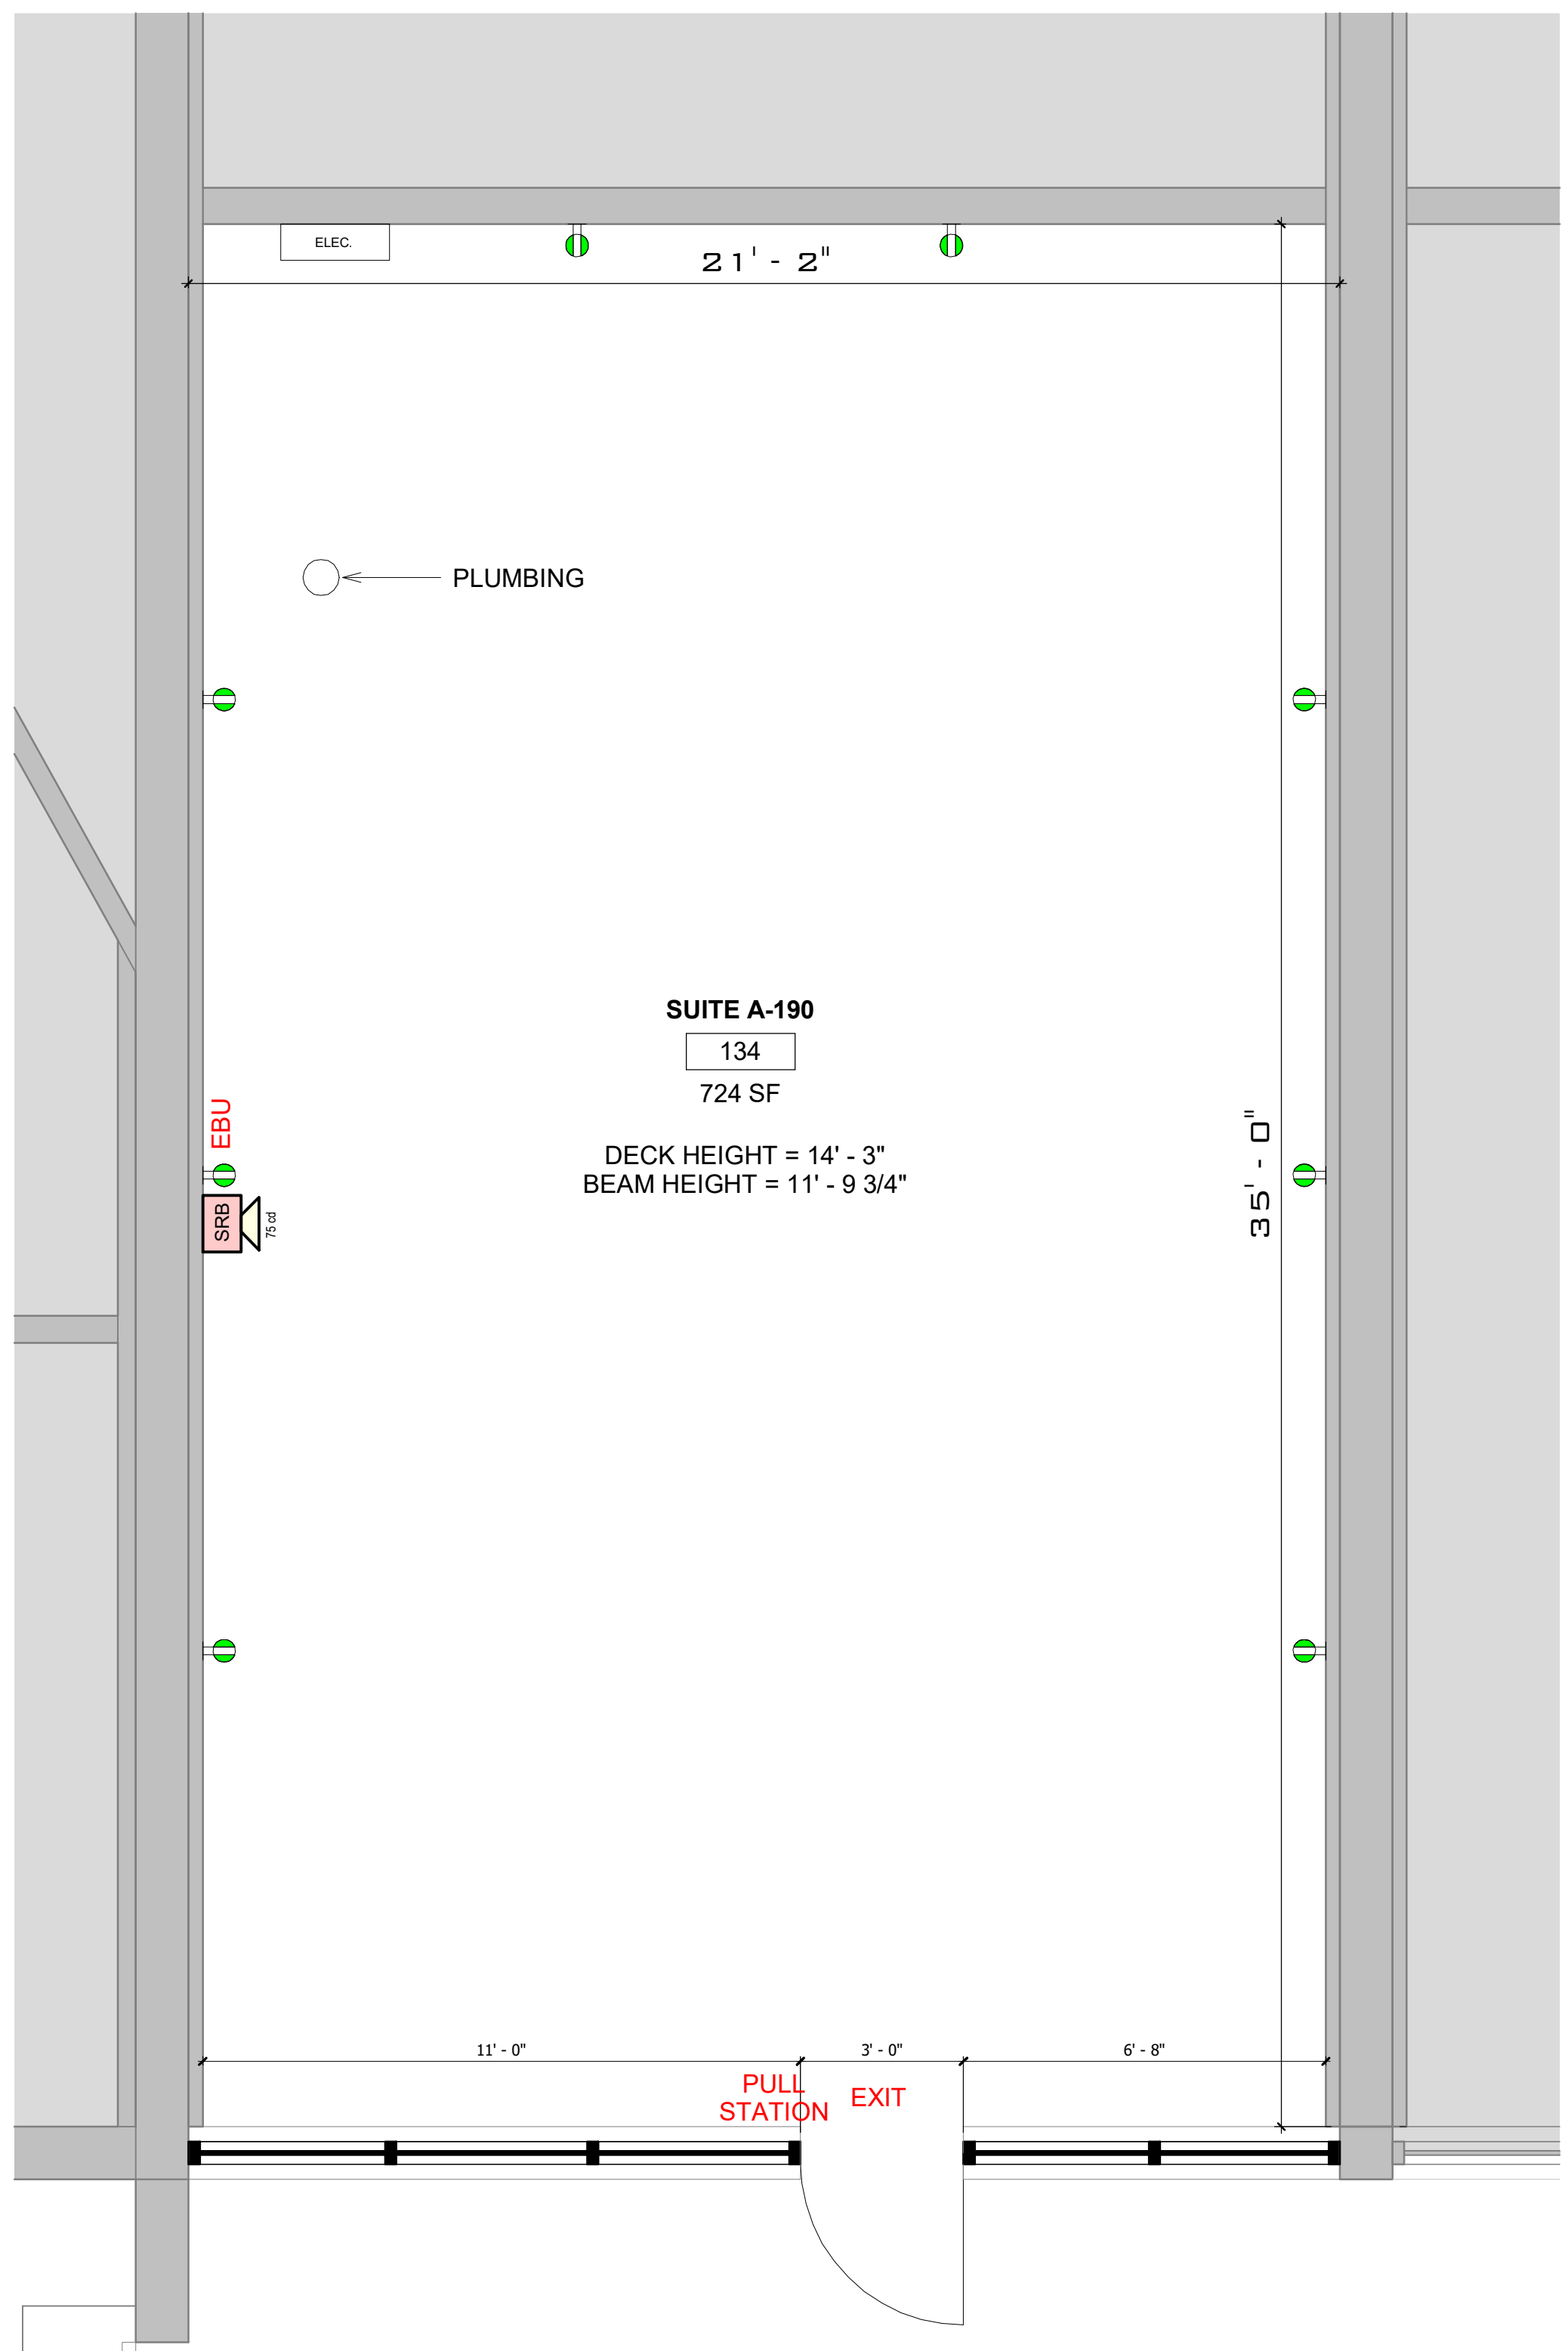 ELEC.
21' - 2"
PLUMBING
SUITE A-190
134
724 SF
DECK HEIGHT = 14' - 3"
BEAM HEIGHT = 11' - 9 3/4"
EBU
SRB
75 cd
35' - 0"
11' - 0"
3' - 0"
6' - 8"
PULL
STATION
EXIT